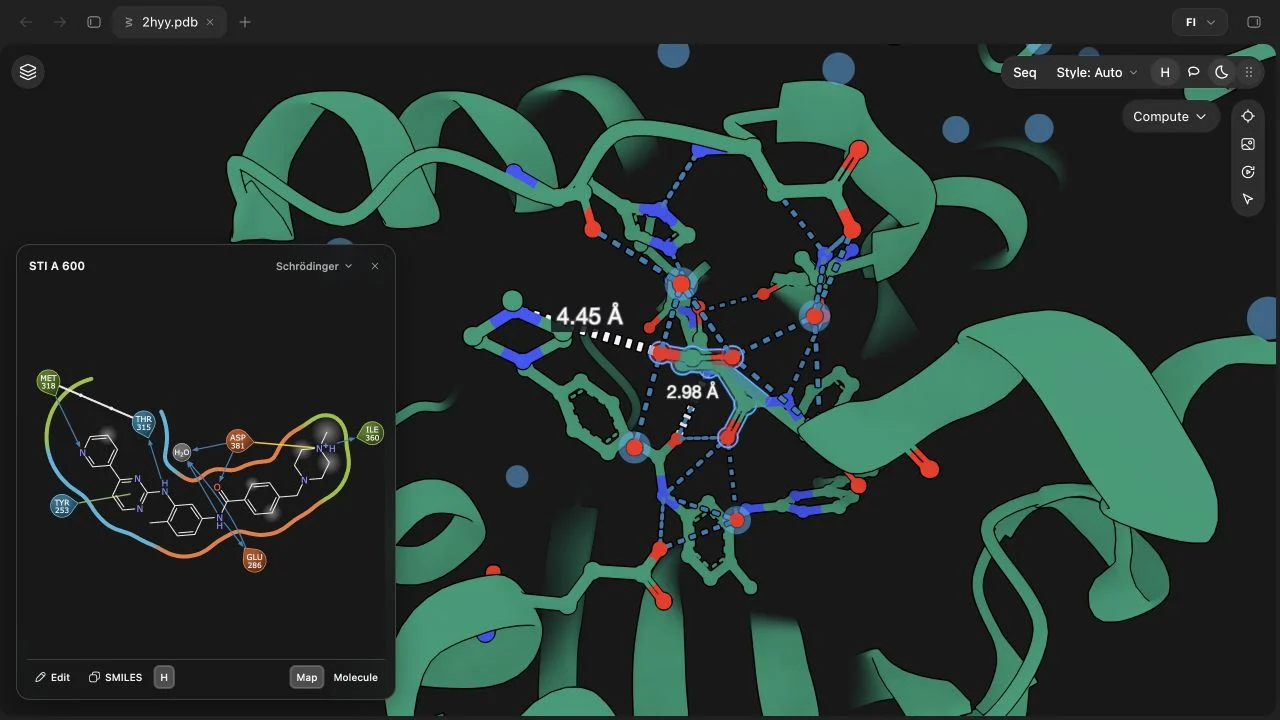 2hyy.pdb
FI
Seq
Style: Auto
H
Compute
STI A 600
Schrödinger
4.45 Å
2.98 Å
MET
318
THR
315
ASP
381
ILE
360
H₂O
N⁺H
N
N
H
N
O
N
TYR
253
N
N
H
GLU
286
Edit
SMILES
H
Map
Molecule